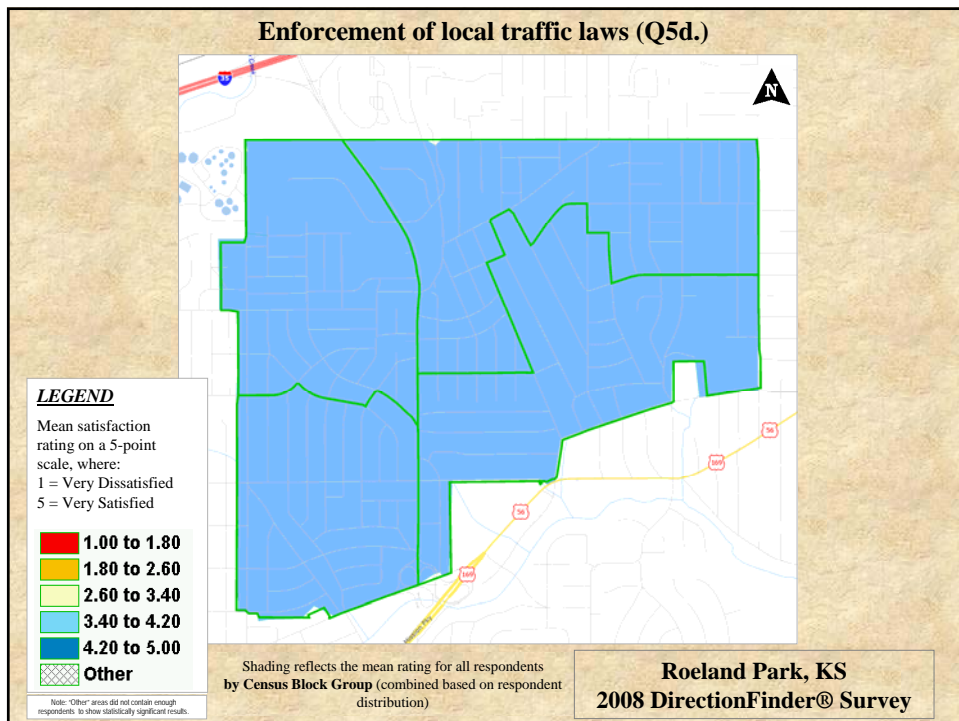 Enforcement of local traffic laws (Q5d.)
35
Creek
N
LEGEND
Mean satisfaction
rating on a 5-point
scale, where:
1 = Very Dissatisfied
5 = Very Satisfied
1.00 to 1.80
1.80 to 2.60
2.60 to 3.40
3.40 to 4.20
4.20 to 5.00
Other
Note: "Other" areas did not contain enough
respondents to show statistically significant results.
56
169
56
169
Pky
Shading reflects the mean rating for all respondents
by Census Block Group (combined based on respondent
distribution)
Roeland Park, KS
2008 DirectionFinder® Survey